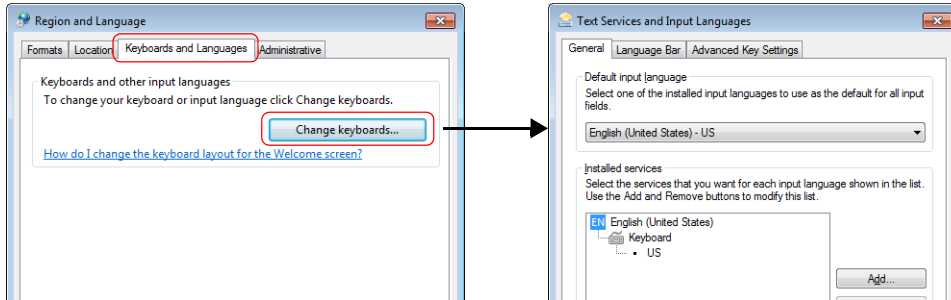 Region and Language
Formats Location Keyboards and Languages Administrative
Keyboards and other input languages
To change your keyboard or input language click Change keyboards.
Change keyboards...
How do I change the keyboard layout for the Welcome screen?
Text Services and Input Languages
General Language Bar Advanced Key Settings
Default input language
Select one of the installed input languages to use as the default for all input
fields.
English (United States) - US
Installed services
Select the services that you want for each input language shown in the list.
Use the Add and Remove buttons to modify this list.
EN English (United States)
Keyboard
US
Add...